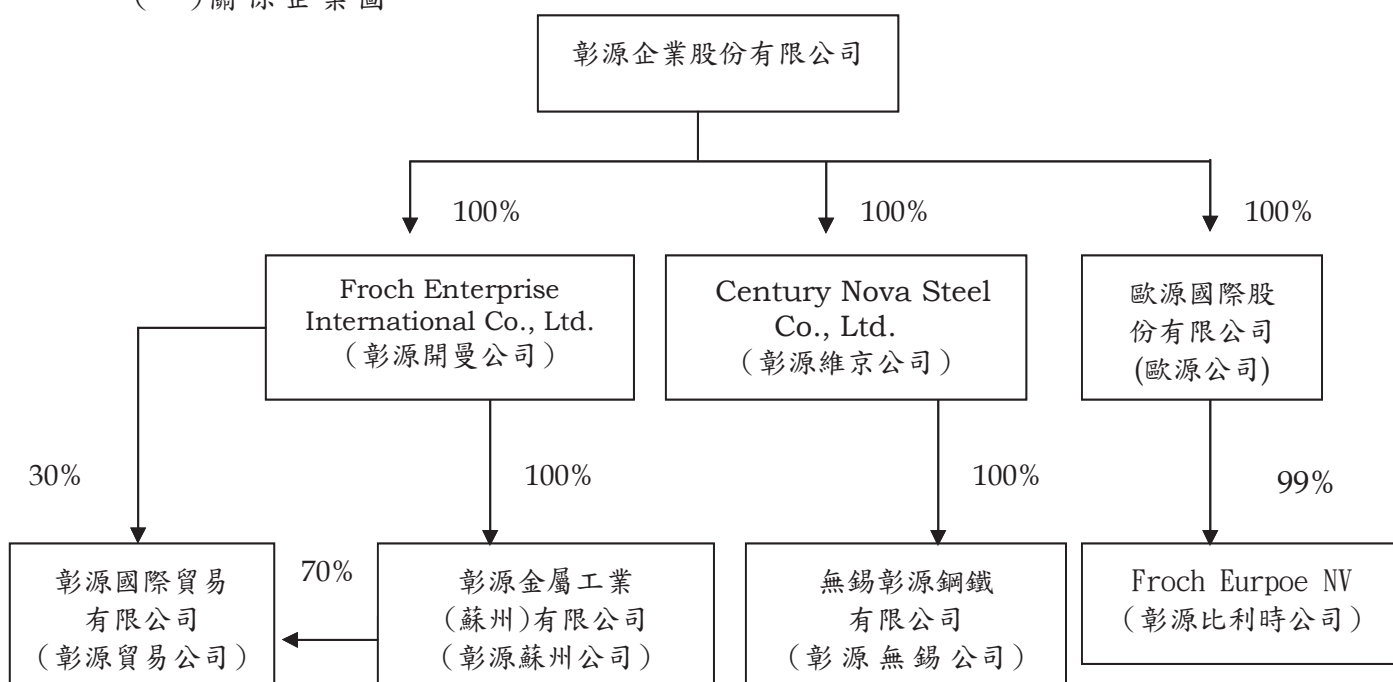 關係企業圖
彰源企業股份有限公司
100%
100%
100%
Froch Enterprise
International Co., Ltd.
（彰源開曼公司）
Century Nova Steel
Co., Ltd.
（彰源維京公司）
歐源國際股
份有限公司
(歐源公司)
30%
100%
100%
99%
彰源國際貿易
有限公司
（彰源貿易公司）
70%
彰源金屬工業
(蘇州)有限公司
（彰源蘇州公司）
無錫彰源鋼鐵
有限公司
（彰源無錫公司）
Froch Eurpoe NV
（彰源比利時公司）